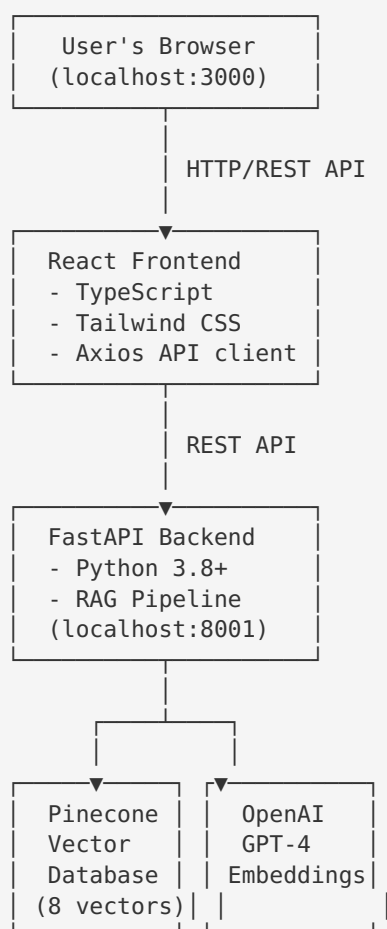 User's Browser
(localhost:3000)
HTTP/REST API
React Frontend
- TypeScript
- Tailwind CSS
- Axios API client
REST API
FastAPI Backend
- Python 3.8+
- RAG Pipeline
(localhost:8001)
Pinecone
Vector
Database
(8 vectors)
OpenAI
GPT-4
Embeddings